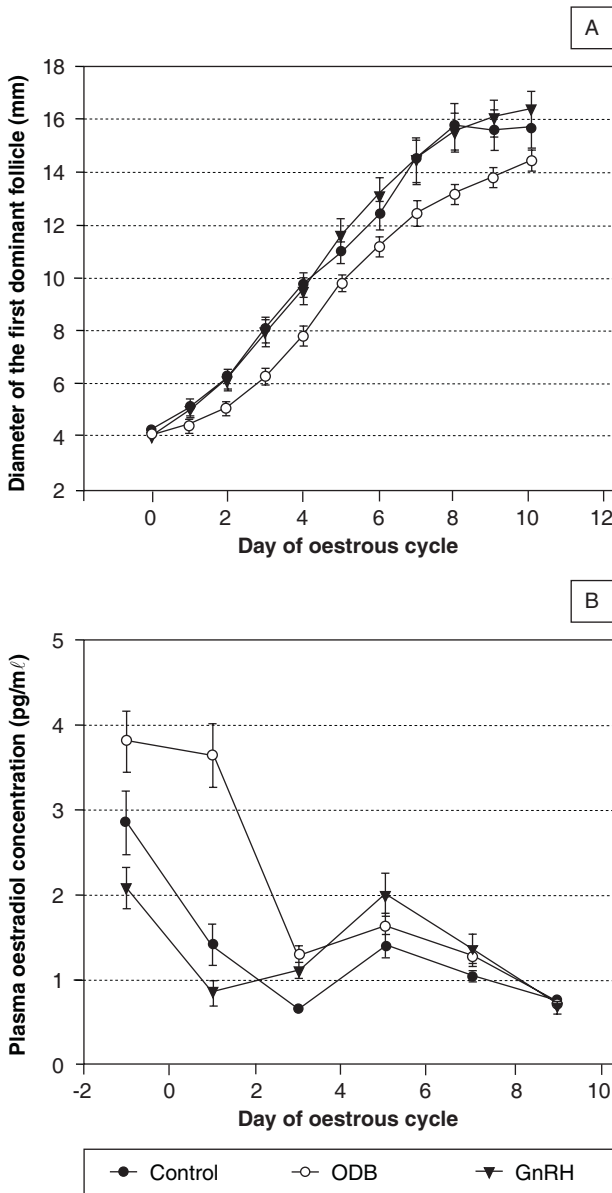 A
Diameter of the first dominant follicle (mm)
18
16
14
12
10
8
6
4
2
0 2 4 6 8 10 12
Day of oestrous cycle
B
Plasma oestradiol concentration (pg/mℓ)
5
4
3
2
1
0
-2 0 2 4 6 8 10
Day of oestrous cycle
Control ODB GnRH